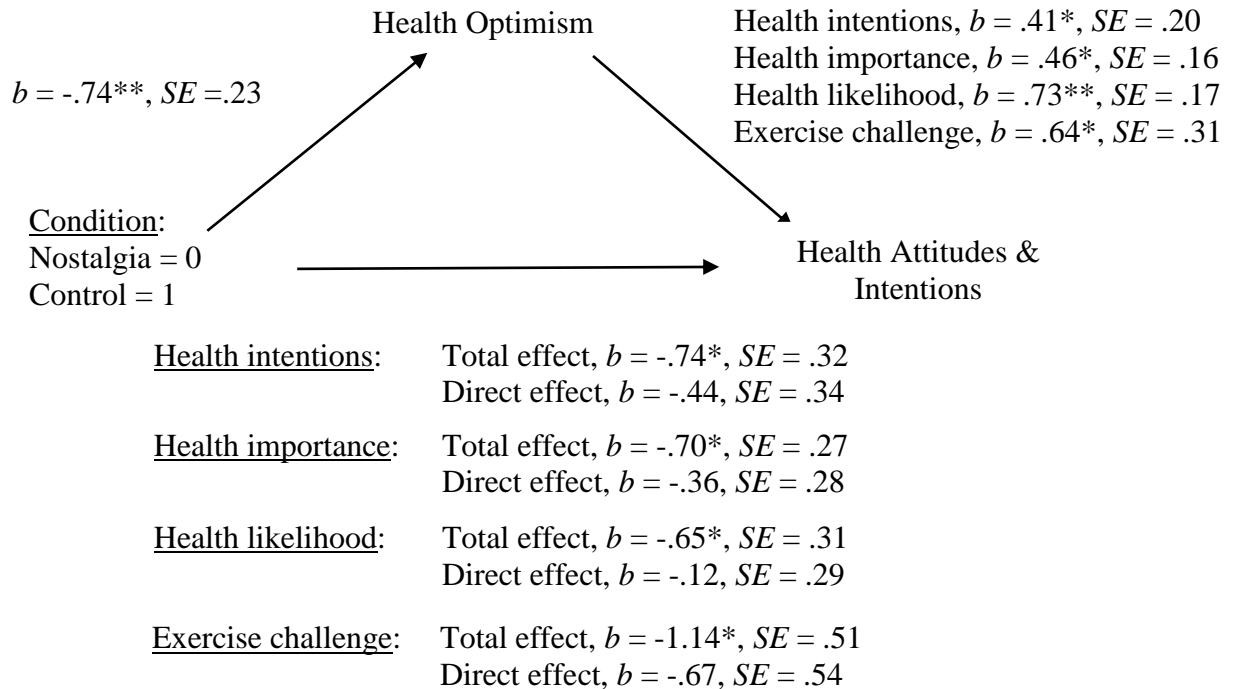 Health Optimism
Health intentions, b = .41*, SE = .20
Health importance, b = .46*, SE = .16
Health likelihood, b = .73**, SE = .17
Exercise challenge, b = .64*, SE = .31
b = -.74**, SE =.23
Condition:
Nostalgia = 0
Control = 1
Health Attitudes &
Intentions
Health intentions: Total effect, b = -.74*, SE = .32
Direct effect, b = -.44, SE = .34
Health importance: Total effect, b = -.70*, SE = .27
Direct effect, b = -.36, SE = .28
Health likelihood: Total effect, b = -.65*, SE = .31
Direct effect, b = -.12, SE = .29
Exercise challenge: Total effect, b = -1.14*, SE = .51
Direct effect, b = -.67, SE = .54